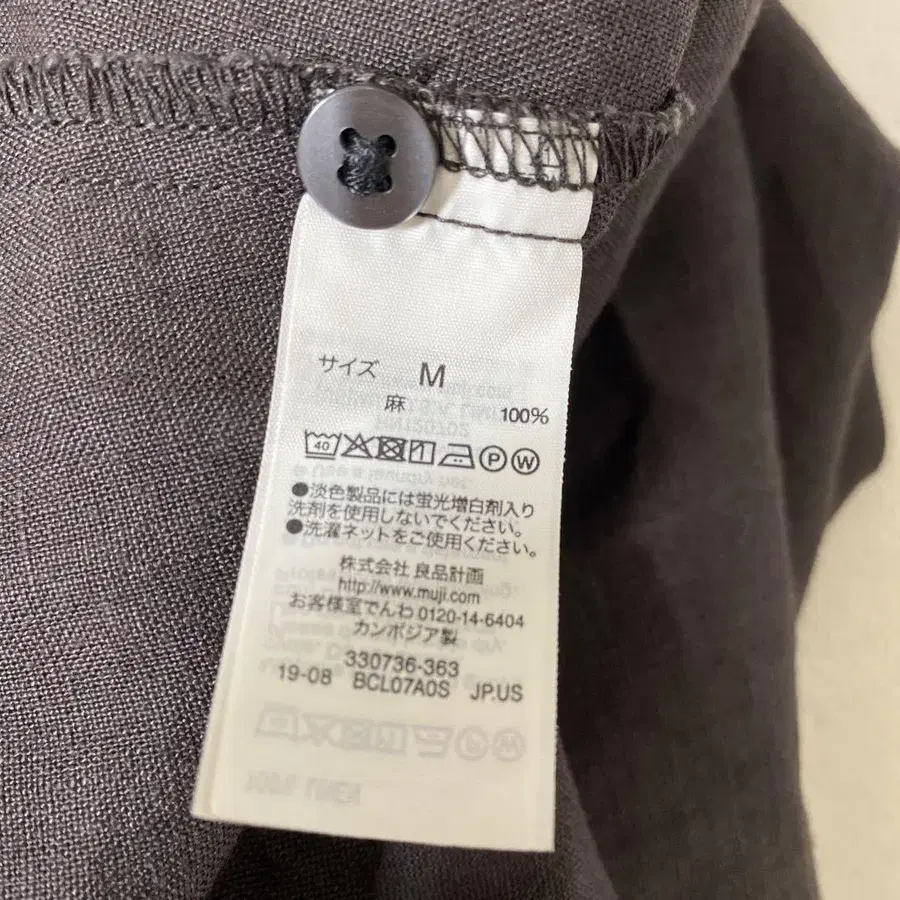 サイズ M
麻 100%
40 P W
●淡色製品には蛍光増白剤入り
洗剤を使用しないでください。
●洗濯ネットをご使用ください。
株式会社 良品計画
http://www.muji.com
お客様室でんわ 0120-14-6404
カンボジア製
330736-363
19-08 BCL07A0S JP.US